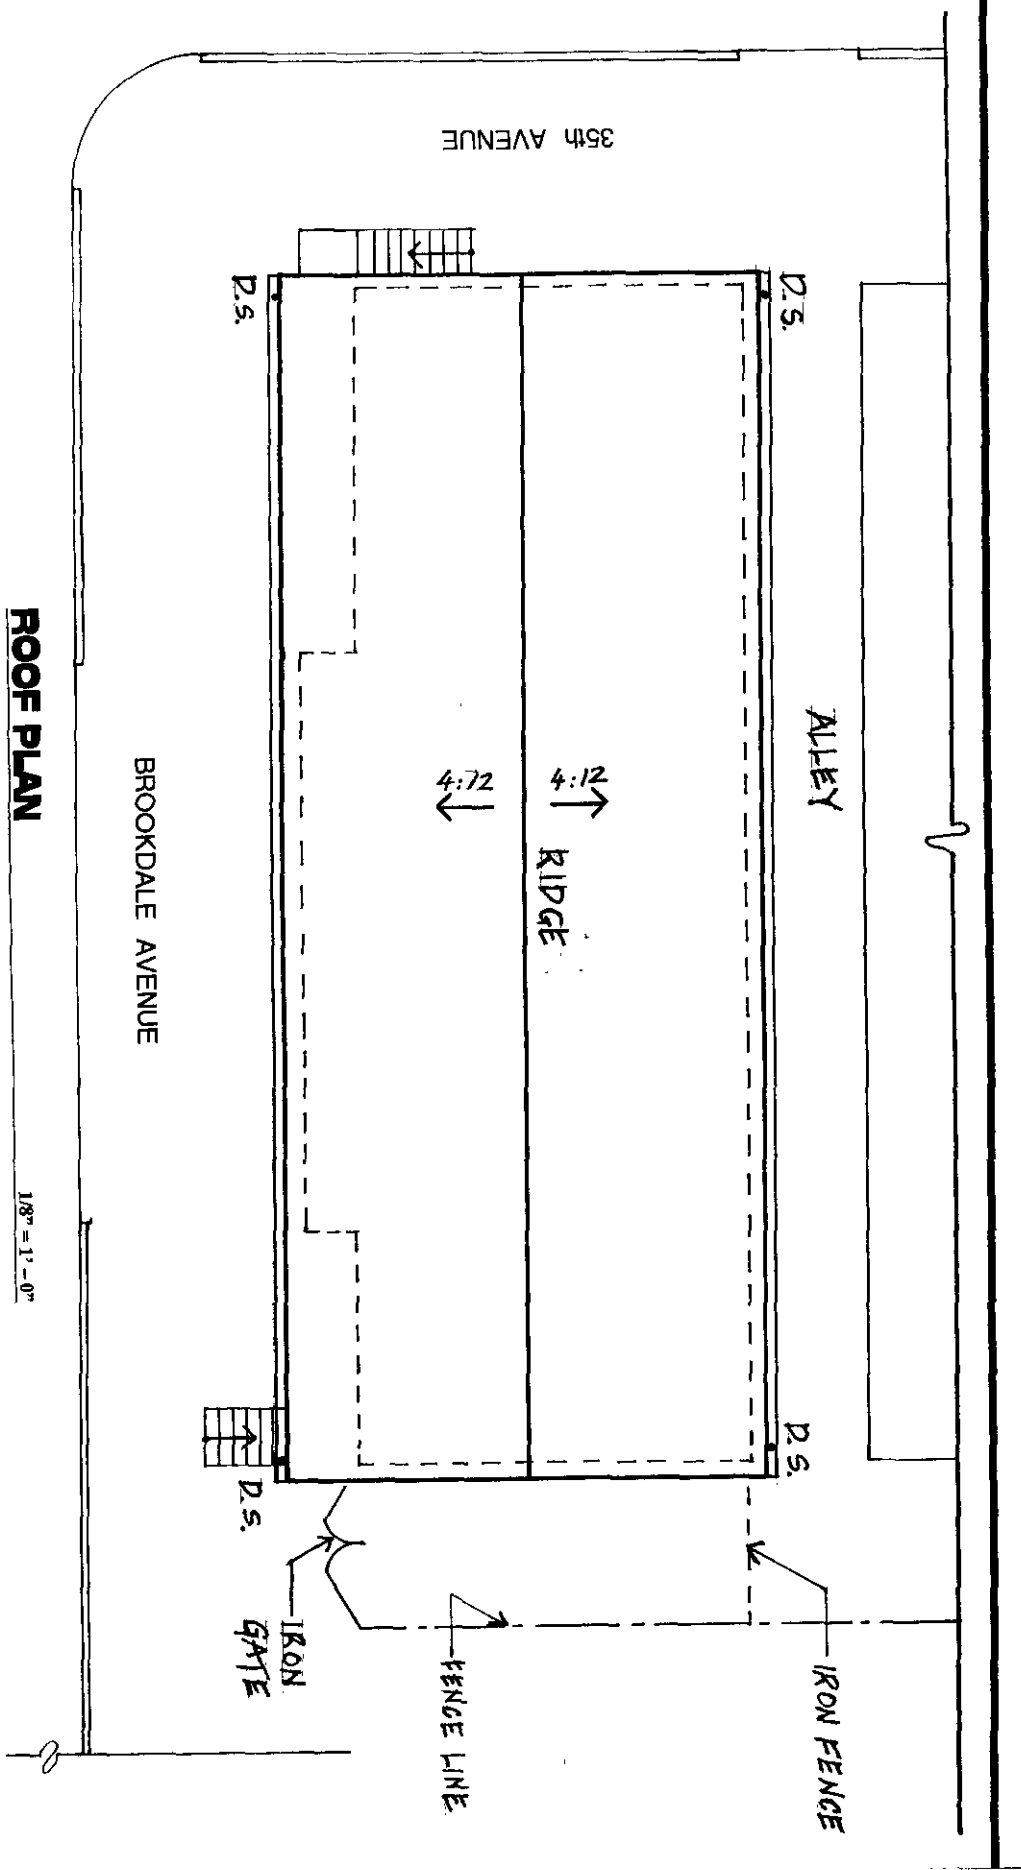 35th AVENUE
D.S.
D.S.
ALLEY
4:12
4:12
RIDGE
BROOKDALE AVENUE
D.S.
D.S.
IRON
GATE
FENCE LINE
IRON FENCE
ROOF PLAN
1/8" = 1' - 0"